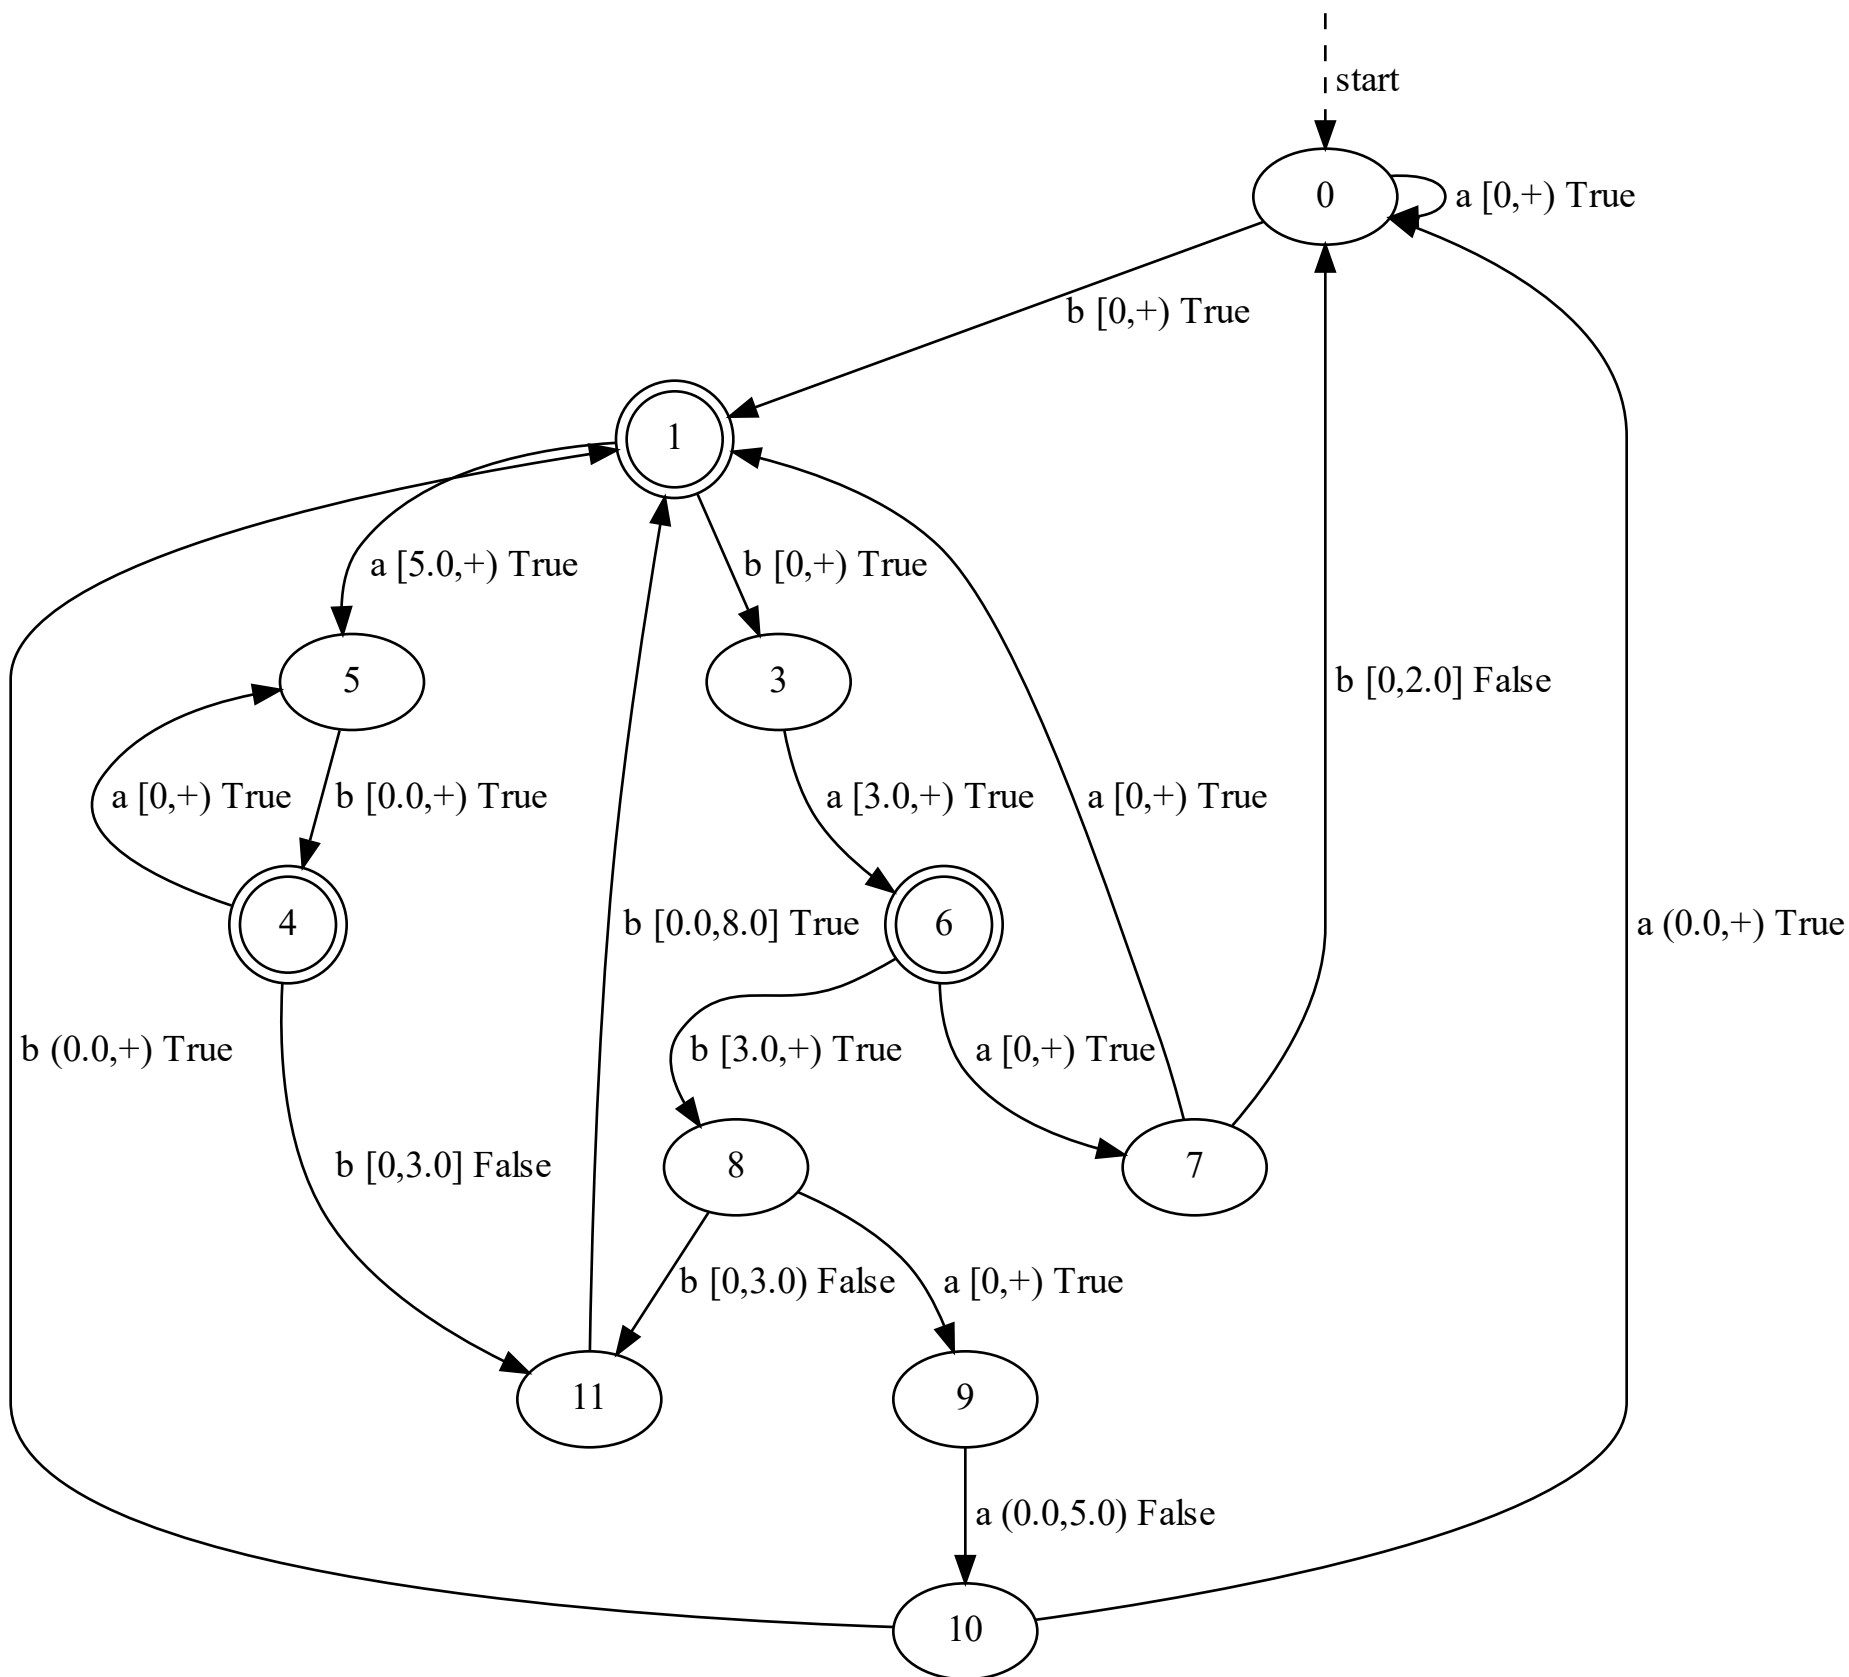 start
0
a [0,+) True
b [0,+) True
1
a [5.0,+) True
b [0,+) True
5
3
b [0,2.0] False
a [0,+) True
b [0.0,+) True
a [3.0,+) True
a [0,+) True
4
b [0.0,8.0] True
6
a (0.0,+) True
b (0.0,+) True
b [3.0,+) True
a [0,+) True
b [0,3.0] False
8
7
b [0,3.0) False
a [0,+) True
11
9
a (0.0,5.0) False
10